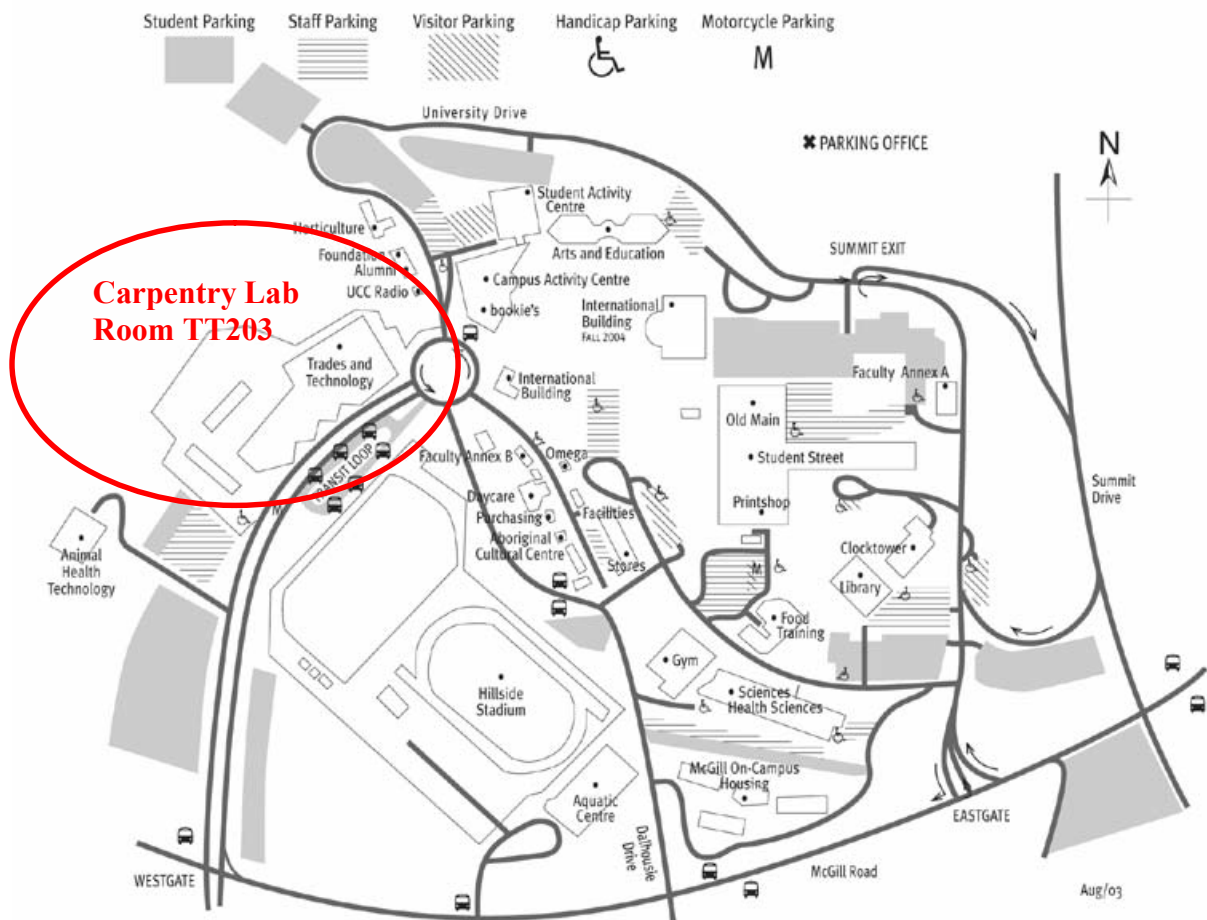 Student Parking
Staff Parking
Visitor Parking
Handicap Parking
Motorcycle Parking
M
University Drive
✖ PARKING OFFICE
N
Student Activity
Centre
Horticulture
Arts and Education
SUMMIT EXIT
Foundation
Alumni
UCC Radio
Campus Activity Centre
bookie's
Carpentry Lab
Room TT203
International
Building
FALL 2004
Trades and
Technology
International
Building
Faculty Annex A
Old Main
Student Street
Faculty Annex B
Omega
TRANSIT LOOP
Summit
Drive
Daycare
Printshop
M
Purchasing
Facilities
Aboriginal
Cultural Centre
Stores
Clocktower
Animal
Health
Technology
M
Library
Food
Training
Gym
Sciences /
Health Sciences
Hillside
Stadium
McGill On-Campus
Housing
Aquatic
Centre
Dalhousie
Drive
EASTGATE
McGill Road
WESTGATE
Aug/03